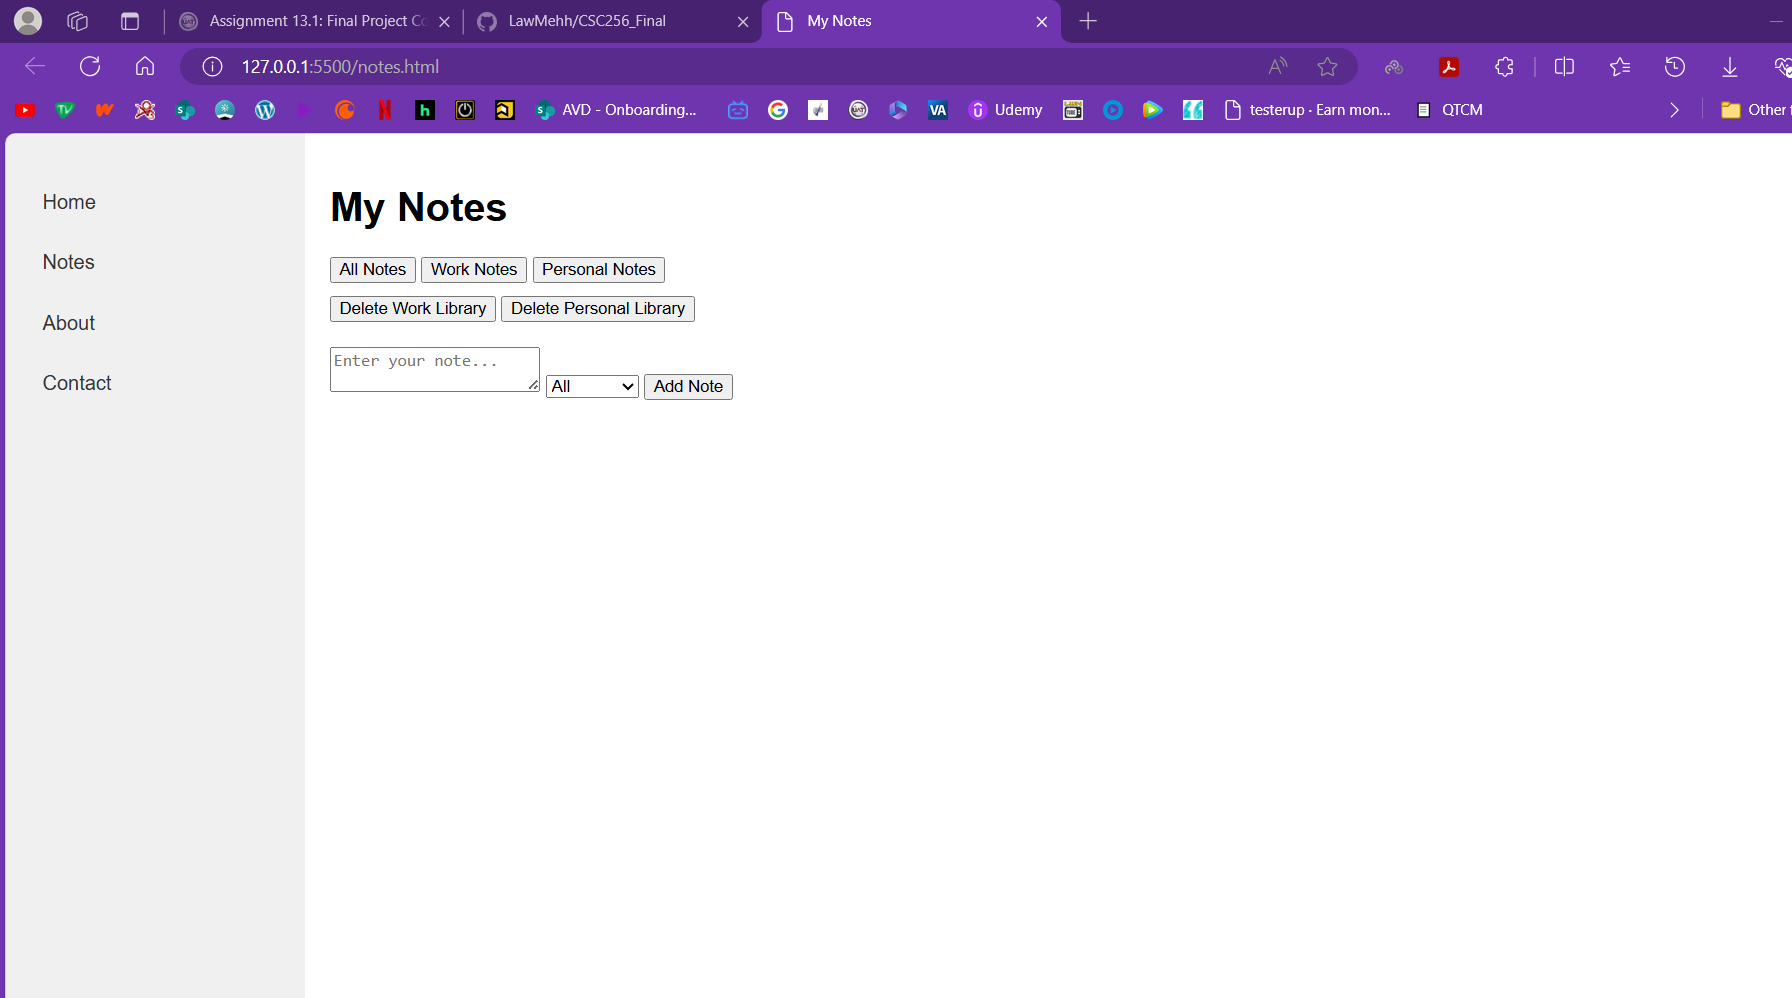 Assignment 13.1: Final Project Co
LawMehh/CSC256_Final
My Notes
127.0.0.1:5500/notes.html
AVD - Onboarding...
VA
Udemy
testerup · Earn mon...
QTCM
Other
Home
Notes
About
Contact
My Notes
All Notes Work Notes Personal Notes
Delete Work Library Delete Personal Library
Enter your note...
All Add Note